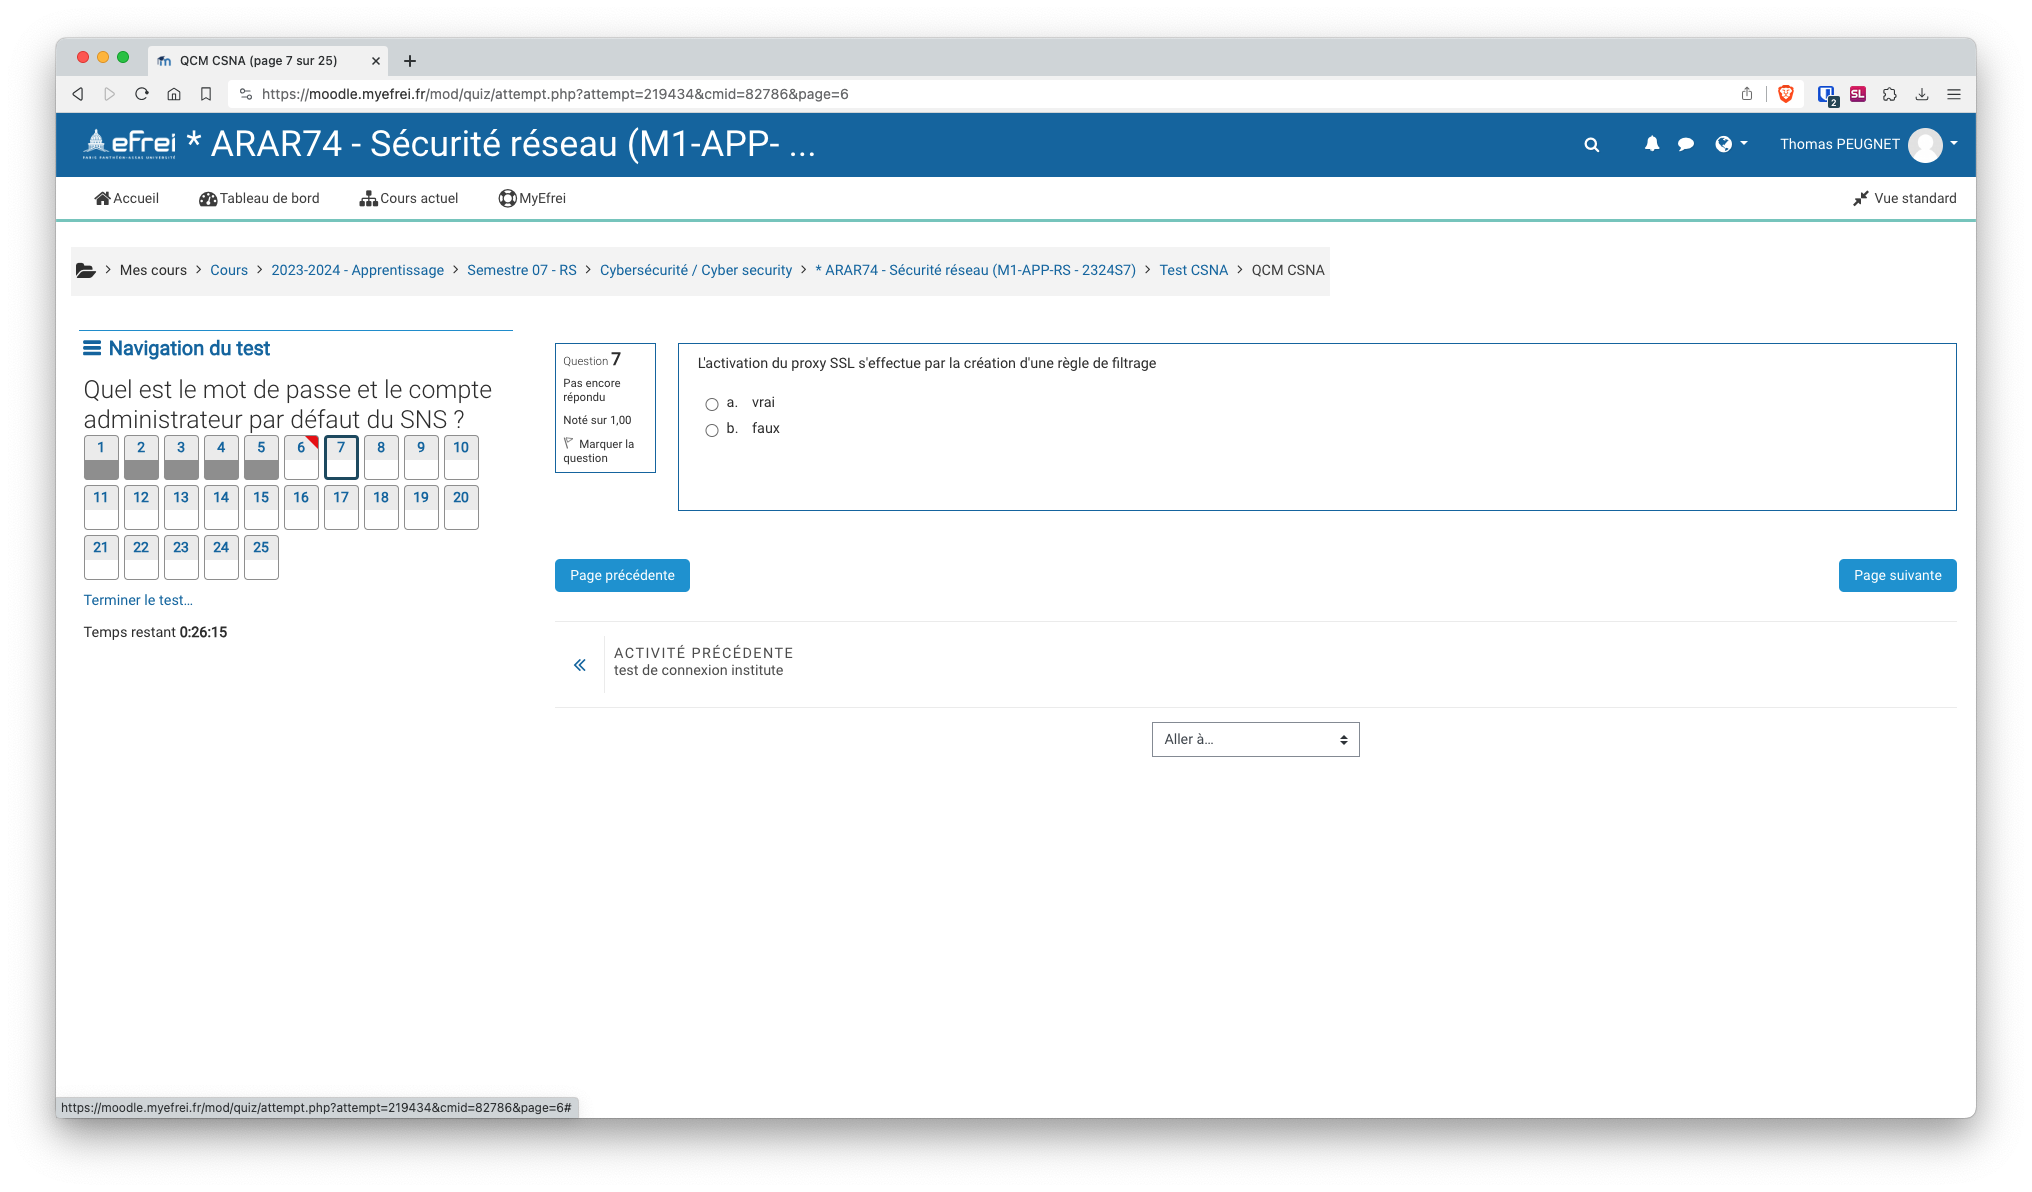 QCM CSNA (page 7 sur 25)
https://moodle.myefrei.fr/mod/quiz/attempt.php?attempt=219434&cmid=82786&page=6
2
SL
efrei
PARIS PANTHÉON-ASSAS UNIVERSITÉ
* ARAR74 - Sécurité réseau (M1-APP- ...
Thomas PEUGNET
Accueil
Tableau de bord
Cours actuel
MyEfrei
Vue standard
Mes cours > Cours > 2023-2024 - Apprentissage > Semestre 07 - RS > Cybersécurité / Cyber security > * ARAR74 - Sécurité réseau (M1-APP-RS - 2324S7) > Test CSNA > QCM CSNA
Navigation du test
Quel est le mot de passe et le compte
administrateur par défaut du SNS ?
1 2 3 4 5 6 7 8 9 10
11 12 13 14 15 16 17 18 19 20
21 22 23 24 25
Terminer le test...
Temps restant 0:26:15
Question 7
Pas encore
répondu
Noté sur 1,00
Marquer la
question
L'activation du proxy SSL s'effectue par la création d'une règle de filtrage
a. vrai
b. faux
Page précédente
Page suivante
ACTIVITÉ PRÉCÉDENTE
test de connexion institute
Aller à...
https://moodle.myefrei.fr/mod/quiz/attempt.php?attempt=219434&cmid=82786&page=6#